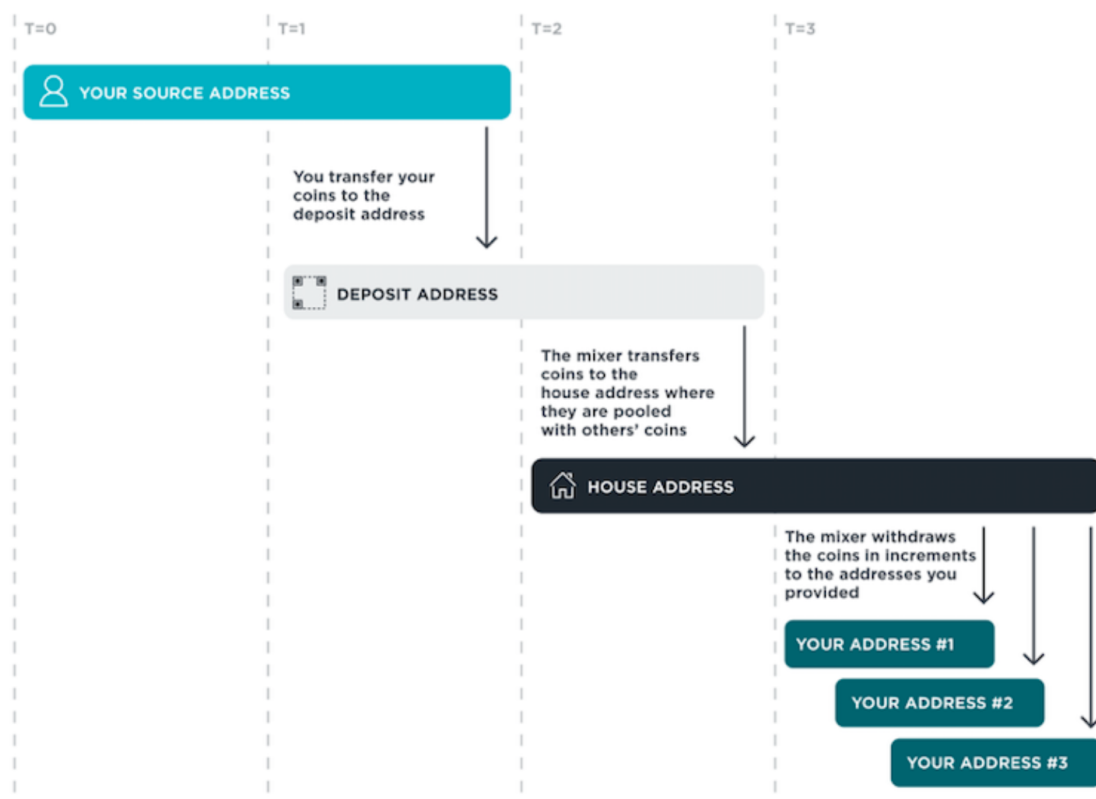 T=0
T=1
T=2
T=3
YOUR SOURCE ADDRESS
You transfer your
coins to the
deposit address
DEPOSIT ADDRESS
The mixer transfers
coins to the
house address where
they are pooled
with others’ coins
HOUSE ADDRESS
The mixer withdraws
the coins in increments
to the addresses you
provided
YOUR ADDRESS #1
YOUR ADDRESS #2
YOUR ADDRESS #3